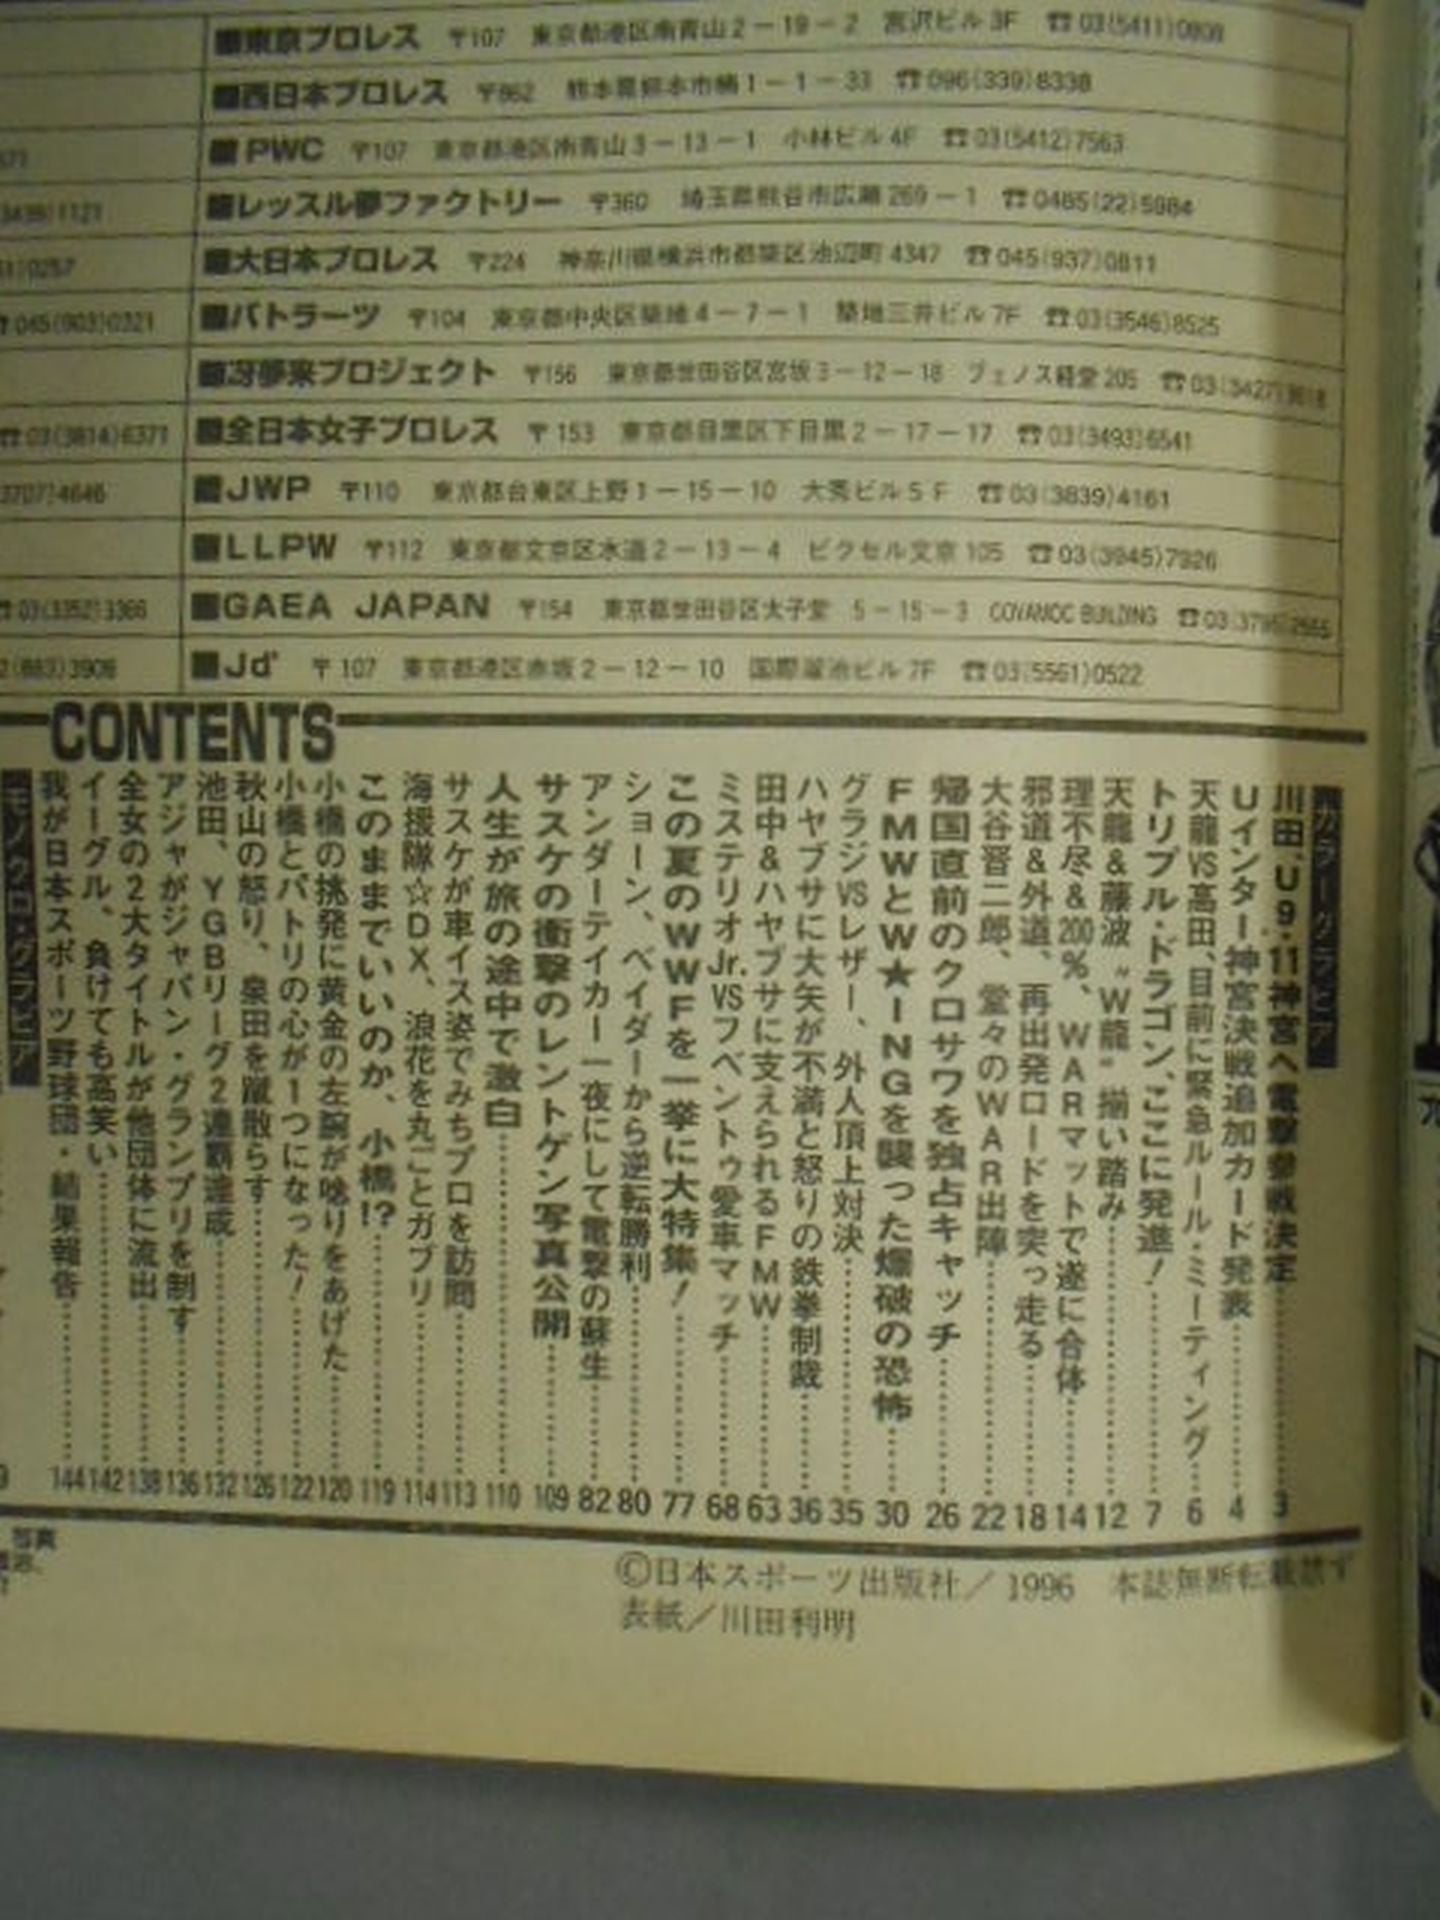 ■東京プロレス 〒107 東京都港区南青山2-19-2 宮沢ビル3F ☎03(5411)0808
■西日本プロレス 〒862 熊本県熊本市楠1-1-33 ☎096(339)8338
■PWC 〒107 東京都港区南青山3-13-1 小林ビル4F ☎03(5412)7563
■レッスル夢ファクトリー 〒360 埼玉県熊谷市広瀬269-1 ☎0485(22)5984
■大日本プロレス 〒224 神奈川県横浜市都築区池辺町4347 ☎045(937)0811
☎045(903)0321
■バトラーツ 〒104 東京都中央区築地4-7-1 築地三井ビル7F ☎03(3546)8525
■冴夢来プロジェクト 〒156 東京都世田谷区宮坂3-12-18 ヴェノス経堂205
☎03(3814)6371
■全日本女子プロレス 〒153 東京都目黒区下目黒2-17-17 ☎03(3493)6541
3707)4646
■JWP 〒110 東京都台東区上野1-15-10 大秀ビル5F ☎03(3839)4161
■LLPW 〒112 東京都文京区水道2-13-4 ビクセル文京105 ☎03(3945)7926
☎03(3352)3366
■GAEA JAPAN 〒154 東京都世田谷区太子堂 5-15-3
2(883)3906
■Jd' 〒107 東京都港区赤坂2-12-10 国際溜池ビル7F ☎03(5561)0522
CONTENTS
カラーグラビア
川田、U9・11神宮へ電撃参戦決定……3
Uインター神宮決戦追加カード発表……4
天龍VS高田、目前に緊急ルール・ミーティング……6
トリプル・ドラゴン、ここに発進!……7
天龍&藤波〝W龍〟揃い踏み……12
理不尽&200%、WARマットで遂に合体……14
邪道&外道、再出発ロードを突っ走る……18
大谷晋二郎、堂々のWAR出陣……22
帰国直前のクロサワを独占キャッチ……26
FMWとW★INGを襲った爆破の恐怖……30
グラジVSレザー、外人頂上対決……35
ハヤブサに大矢が不満と怒りの鉄拳制裁……36
田中&ハヤブサに支えられるFMW……63
ミステリオJr.VSフベントゥ愛車マッチ……68
この夏のWWFを一挙に大特集!……77
ショーン、ベイダーから逆転勝利……80
アンダーテイカー一夜にして電撃の蘇生……82
サスケの衝撃のレントゲン写真公開……109
人生が旅の途中で激白……110
サスケが車イス姿でみちプロを訪問……113
海援隊☆DX、浪花を丸ごとガブリ……114
このままでいいのか、小橋!?……119
小橋の挑発に黄金の左腕が唸りをあげた……120
小橋とパトリの心が1つになった!……122
秋山の怒り、泉田を蹴散らす……126
池田、YGBリーグ2連覇達成……132
アジャがジャパン・グランプリを制す……136
全女の2大タイトルが他団体に流出……138
イーグル、負けても高笑い……142
我が日本スポーツ野球団・結果報告……144
モノクロ・グラビア
©日本スポーツ出版社/1996 本誌無断転載禁ず
表紙/川田利明
写真